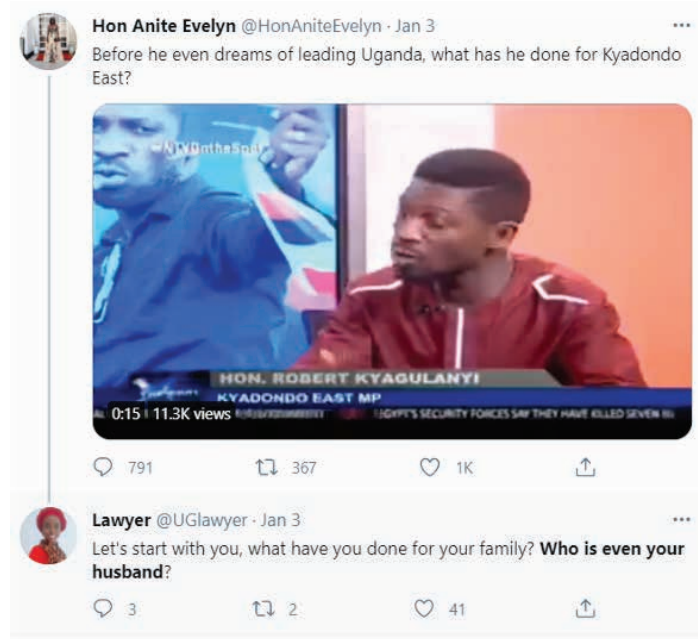 Hon Anite Evelyn @HonAniteEvelyn · Jan 3
Before he even dreams of leading Uganda, what has he done for Kyadondo
East?
#NTVOntheSpot
HON. ROBERT KYAGULANYI
KYADONDO EAST MP
0:15 | 11.3K views
EGYPT'S SECURITY FORCES SAY THEY HAVE KILLED SEVEN
791 367 1K
Lawyer @UGlawyer · Jan 3
Let's start with you, what have you done for your family? Who is even your
husband?
3 2 41